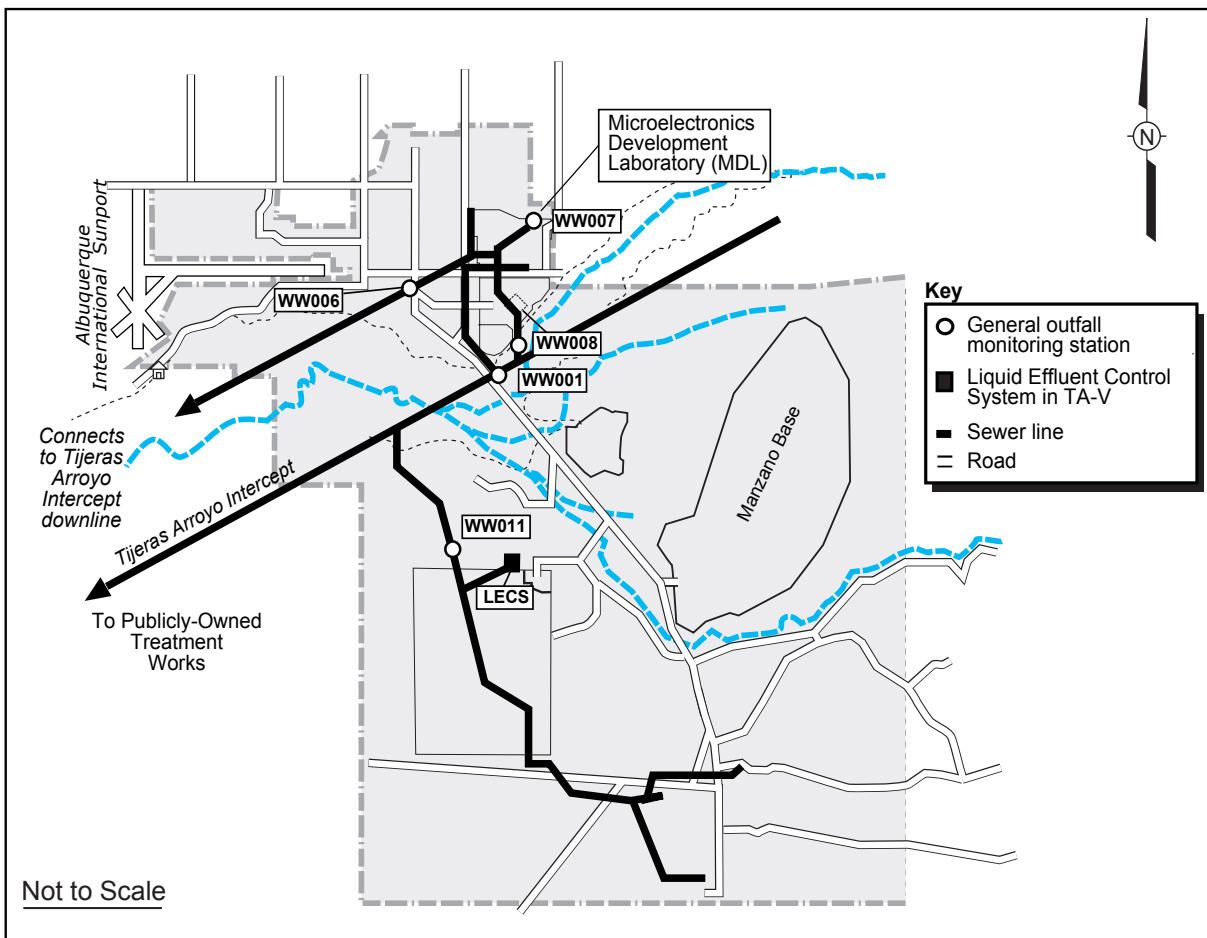 N
Microelectronics
Development
Laboratory (MDL)
Albuquerque
International Sunport
WW007
WW006
WW008
WW001
Key
General outfall
monitoring station
Liquid Effluent Control
System in TA-V
Sewer line
Road
Connects
to Tijeras
Arroyo
Intercept
downline
Tijeras Arroyo Intercept
Manzano Base
WW011
LECS
To Publicly-Owned
Treatment
Works
Not to Scale